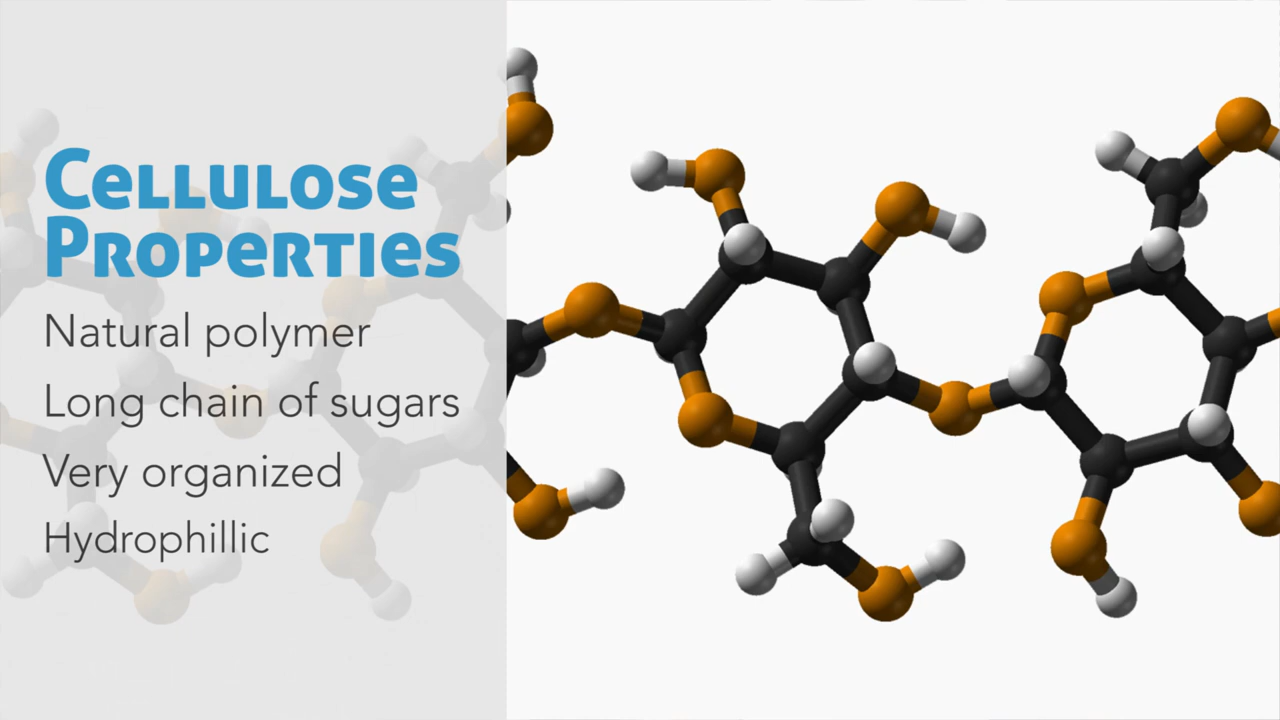 Cellulose
Properties
Natural polymer
Long chain of sugars
Very organized
Hydrophillic